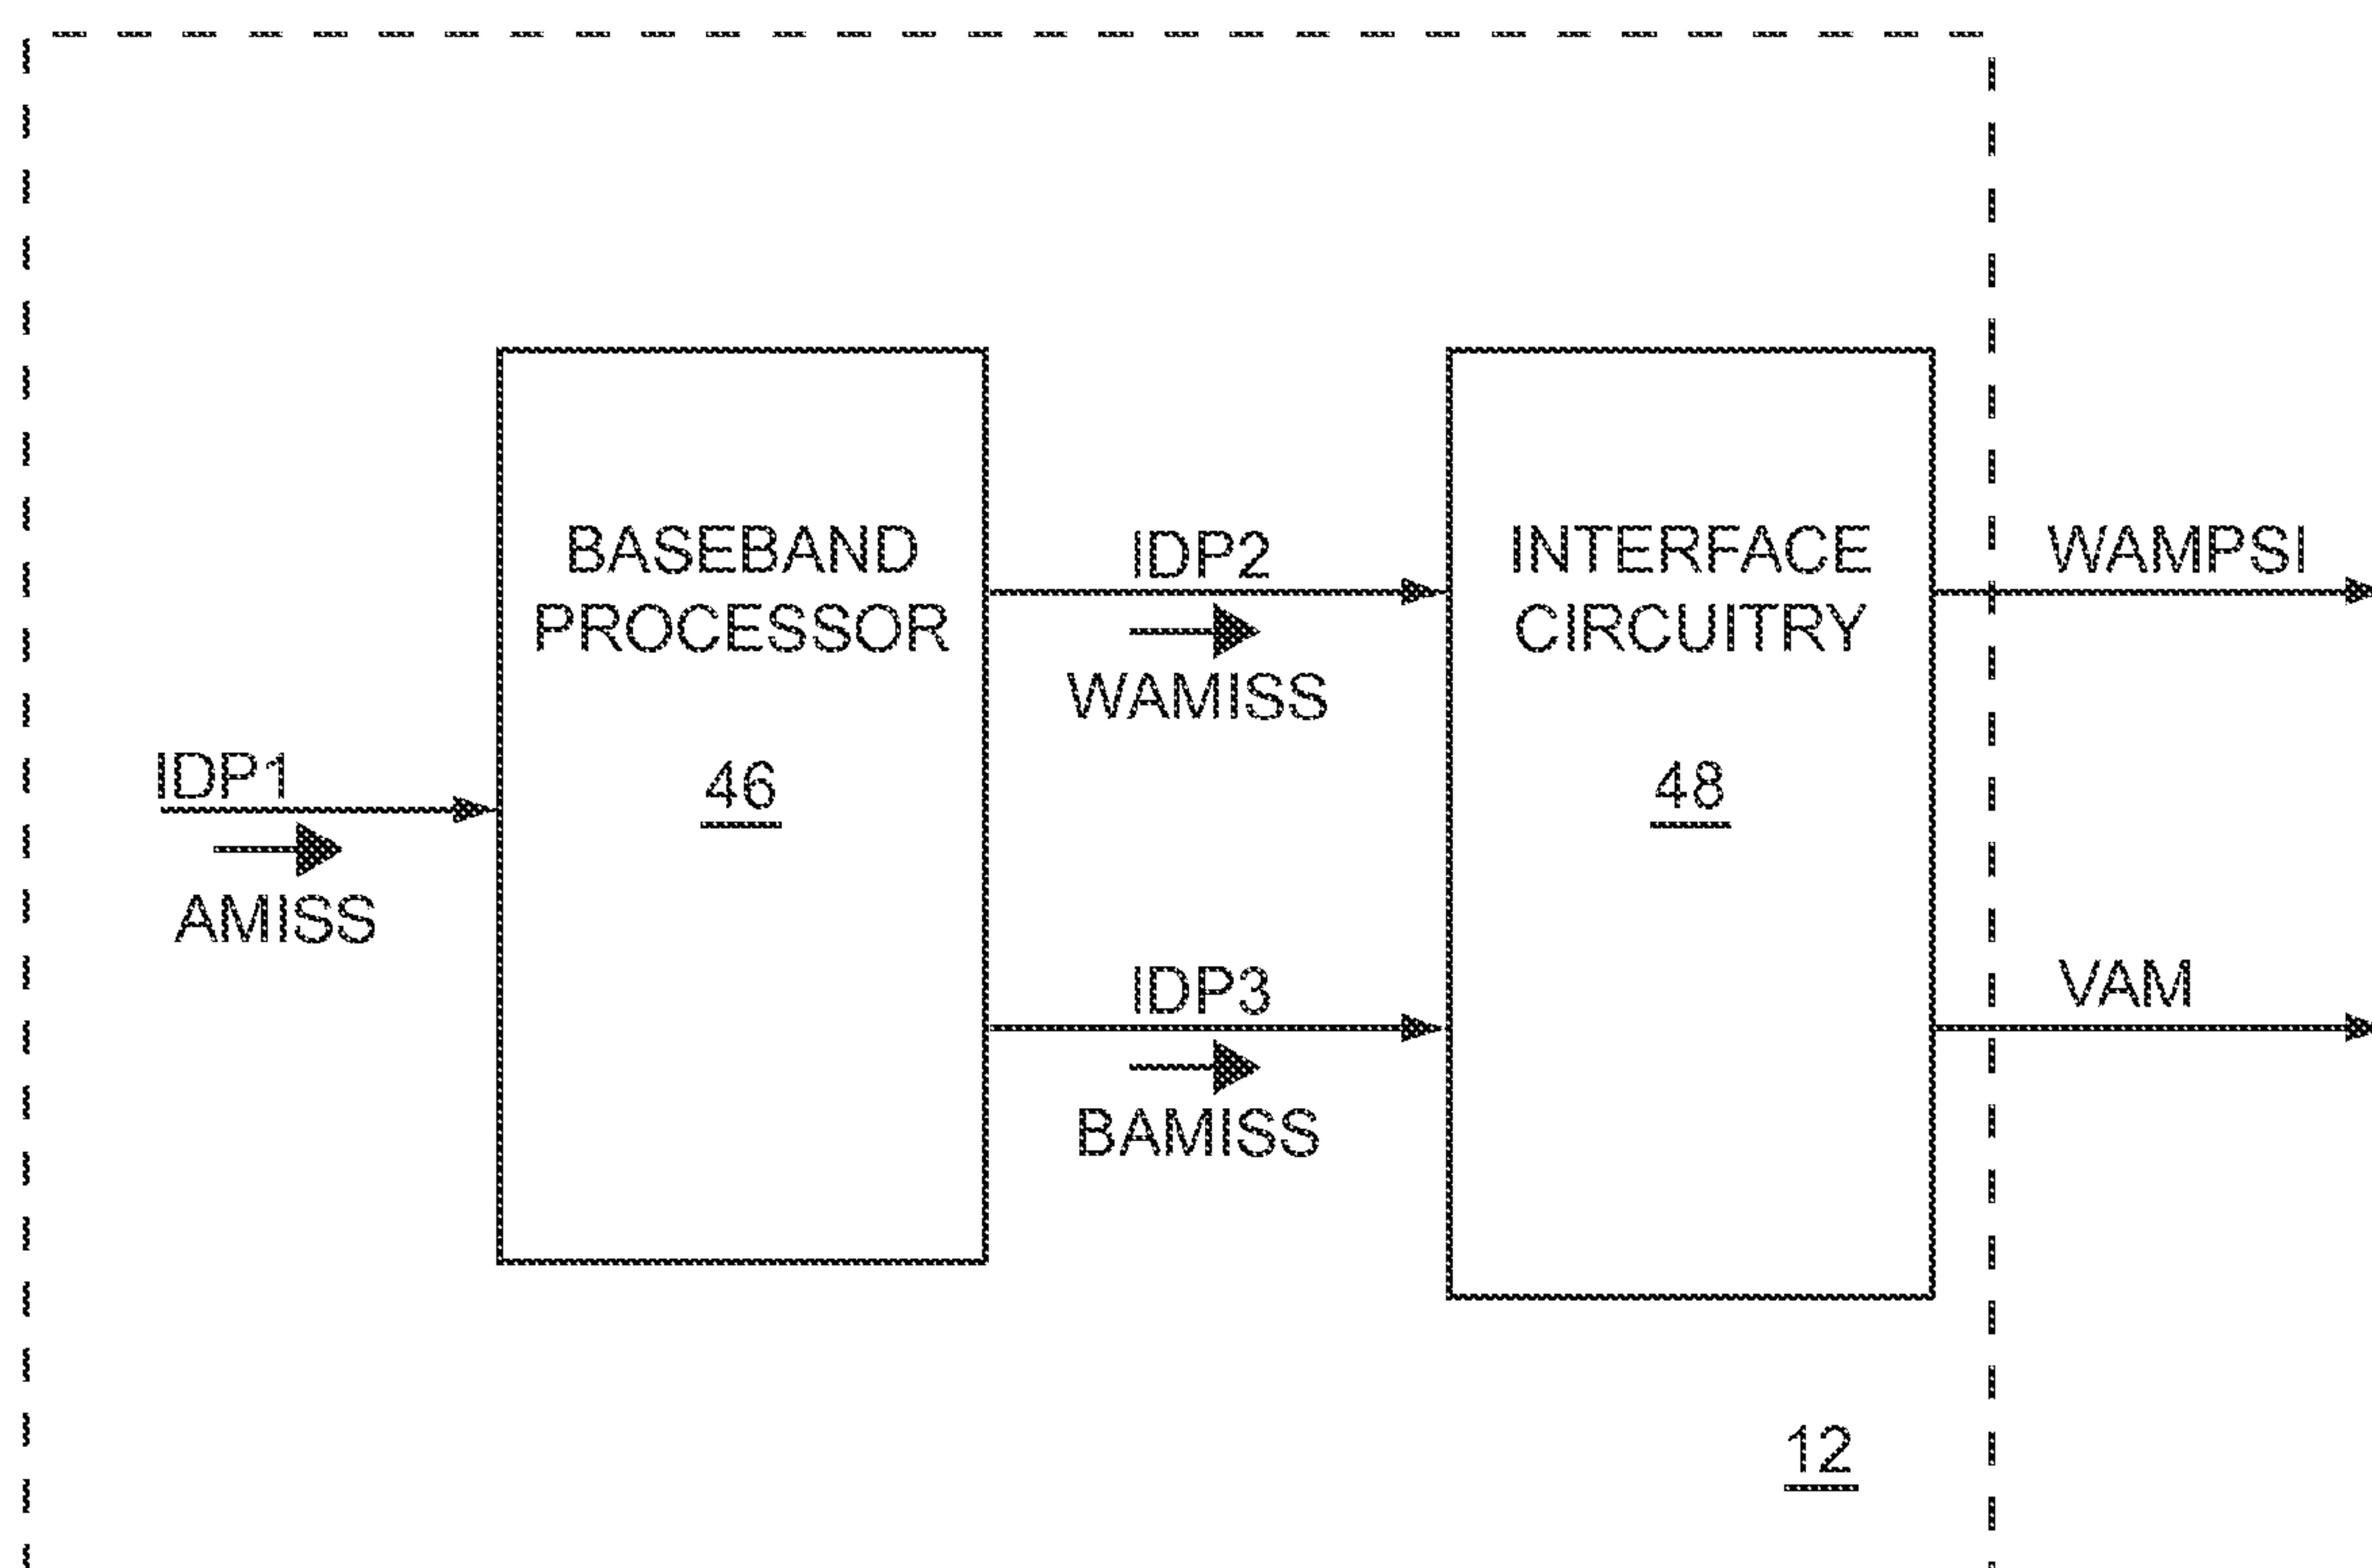 BASEBAND
PROCESSOR
46
IDP1
AMISS
IDP2
WAMISS
IDP3
BAMISS
INTERFACE
CIRCUITRY
48
WAMPSI
VAM
12